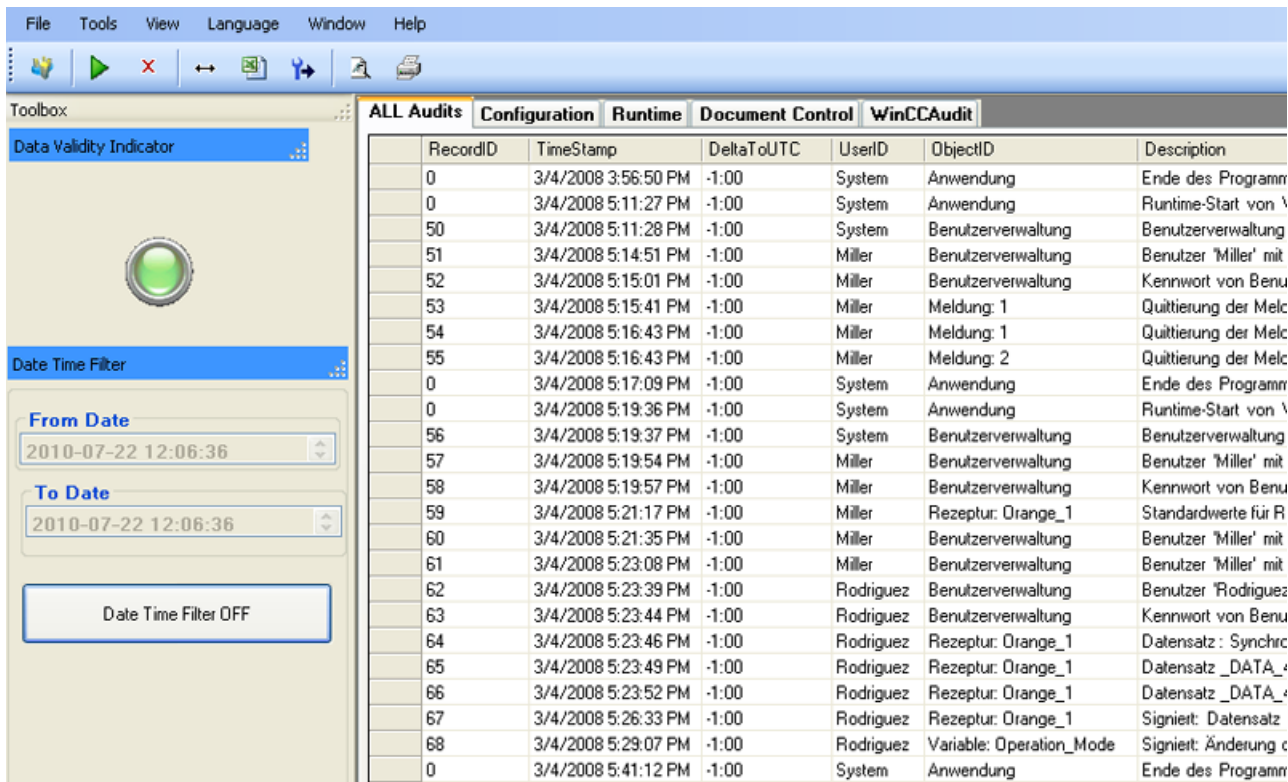 File Tools View Language Window Help
Toolbox
Data Validity Indicator
Date Time Filter
From Date
2010-07-22 12:06:36
To Date
2010-07-22 12:06:36
Date Time Filter OFF
ALL Audits Configuration Runtime Document Control WinCCAudit
RecordID TimeStamp DeltaToUTC UserID ObjectID Description
0 3/4/2008 3:56:50 PM -1:00 System Anwendung Ende des Programm
0 3/4/2008 5:11:27 PM -1:00 System Anwendung Runtime-Start von
50 3/4/2008 5:11:28 PM -1:00 System Benutzerverwaltung Benutzerverwaltung
51 3/4/2008 5:14:51 PM -1:00 Miller Benutzerverwaltung Benutzer 'Miller' mit
52 3/4/2008 5:15:01 PM -1:00 Miller Benutzerverwaltung Kennwort von Benu
53 3/4/2008 5:15:41 PM -1:00 Miller Meldung: 1 Quittierung der Meld
54 3/4/2008 5:16:43 PM -1:00 Miller Meldung: 1 Quittierung der Meld
55 3/4/2008 5:16:43 PM -1:00 Miller Meldung: 2 Quittierung der Meld
0 3/4/2008 5:17:09 PM -1:00 System Anwendung Ende des Programm
0 3/4/2008 5:19:36 PM -1:00 System Anwendung Runtime-Start von
56 3/4/2008 5:19:37 PM -1:00 System Benutzerverwaltung Benutzerverwaltung
57 3/4/2008 5:19:54 PM -1:00 Miller Benutzerverwaltung Benutzer 'Miller' mit
58 3/4/2008 5:19:57 PM -1:00 Miller Benutzerverwaltung Kennwort von Benu
59 3/4/2008 5:21:17 PM -1:00 Miller Rezeptur: Orange_1 Standardwerte für R
60 3/4/2008 5:21:35 PM -1:00 Miller Benutzerverwaltung Benutzer 'Miller' mit
61 3/4/2008 5:23:08 PM -1:00 Miller Benutzerverwaltung Benutzer 'Miller' mit
62 3/4/2008 5:23:39 PM -1:00 Rodriguez Benutzerverwaltung Benutzer 'Rodriguez
63 3/4/2008 5:23:44 PM -1:00 Rodriguez Benutzerverwaltung Kennwort von Benu
64 3/4/2008 5:23:46 PM -1:00 Rodriguez Rezeptur: Orange_1 Datensatz : Synchro
65 3/4/2008 5:23:49 PM -1:00 Rodriguez Rezeptur: Orange_1 Datensatz _DATA_4
66 3/4/2008 5:23:52 PM -1:00 Rodriguez Rezeptur: Orange_1 Datensatz _DATA_4
67 3/4/2008 5:26:33 PM -1:00 Rodriguez Rezeptur: Orange_1 Signiert: Datensatz
68 3/4/2008 5:29:07 PM -1:00 Rodriguez Variable: Operation_Mode Signiert: Änderung
0 3/4/2008 5:41:12 PM -1:00 System Anwendung Ende des Programm